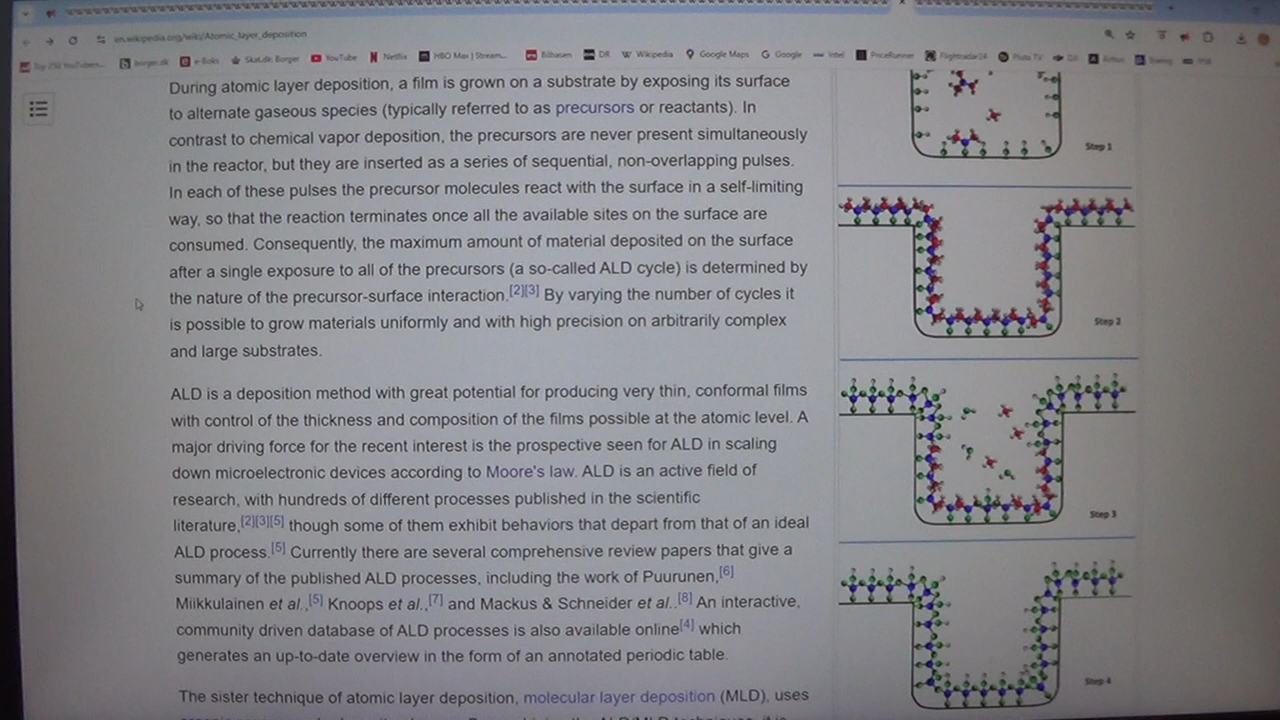 en.wikipedia.org/wiki/Atomic_layer_deposition
borger.dk e-Boks Skat.dk: Borger YouTube Netflix HBO Max | Stream... Bilbasen DR Wikipedia Google Maps Google Intel PriceRunner Flightradar24 Pluto TV
During atomic layer deposition, a film is grown on a substrate by exposing its surface
to alternate gaseous species (typically referred to as precursors or reactants). In
contrast to chemical vapor deposition, the precursors are never present simultaneously
in the reactor, but they are inserted as a series of sequential, non-overlapping pulses.
In each of these pulses the precursor molecules react with the surface in a self-limiting
way, so that the reaction terminates once all the available sites on the surface are
consumed. Consequently, the maximum amount of material deposited on the surface
after a single exposure to all of the precursors (a so-called ALD cycle) is determined by
the nature of the precursor-surface interaction.[2][3] By varying the number of cycles it
is possible to grow materials uniformly and with high precision on arbitrarily complex
and large substrates.
ALD is a deposition method with great potential for producing very thin, conformal films
with control of the thickness and composition of the films possible at the atomic level. A
major driving force for the recent interest is the prospective seen for ALD in scaling
down microelectronic devices according to Moore's law. ALD is an active field of
research, with hundreds of different processes published in the scientific
literature,[2][3][5] though some of them exhibit behaviors that depart from that of an ideal
ALD process.[5] Currently there are several comprehensive review papers that give a
summary of the published ALD processes, including the work of Puurunen,[6]
Miikkulainen et al.,[5] Knoops et al.,[7] and Mackus & Schneider et al..[8] An interactive,
community driven database of ALD processes is also available online[4] which
generates an up-to-date overview in the form of an annotated periodic table.
The sister technique of atomic layer deposition, molecular layer deposition (MLD), uses
Step 1
Step 2
Step 3
Step 4